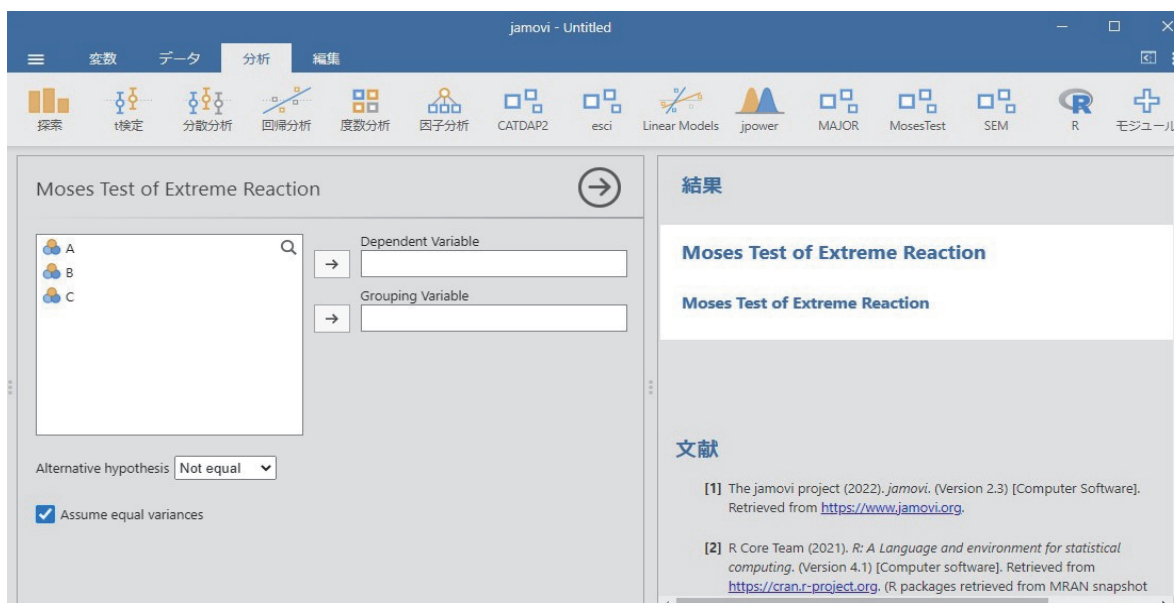 jamovi - Untitled
変数 データ 分析 編集
探索 t検定 分散分析 回帰分析 度数分析 因子分析 CATDAP2 esci Linear Models jpower MAJOR MosesTest SEM R モジュール
Moses Test of Extreme Reaction
A
B
C
Dependent Variable
Grouping Variable
Alternative hypothesis Not equal
Assume equal variances
結果
Moses Test of Extreme Reaction
Moses Test of Extreme Reaction
文献
[1] The jamovi project (2022). jamovi. (Version 2.3) [Computer Software].
Retrieved from https://www.jamovi.org.
[2] R Core Team (2021). R: A Language and environment for statistical
computing. (Version 4.1) [Computer software]. Retrieved from
https://cran.r-project.org. (R packages retrieved from MRAN snapshot